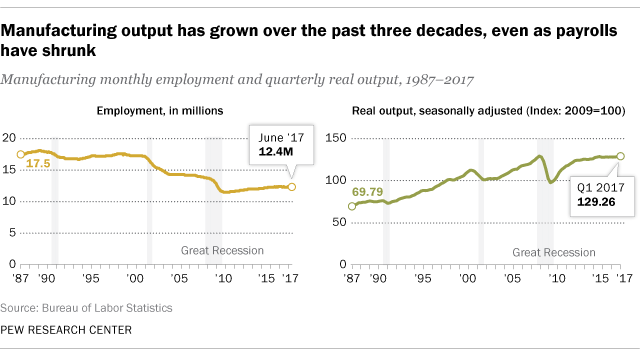 Manufacturing output has grown over the past three decades, even as payrolls
have shrunk
Manufacturing monthly employment and quarterly real output, 1987–2017
Employment, in millions
20
15
10
5
0
17.5
June ’17
12.4M
Great Recession
’87 ’90 ’95 ’00 ’05 ’10 ’15 ’17
Real output, seasonally adjusted (Index: 2009=100)
150
100
50
0
69.79
Q1 2017
129.26
Great Recession
’87 ’90 ’95 ’00 ’05 ’10 ’15 ’17
Source: Bureau of Labor Statistics
PEW RESEARCH CENTER